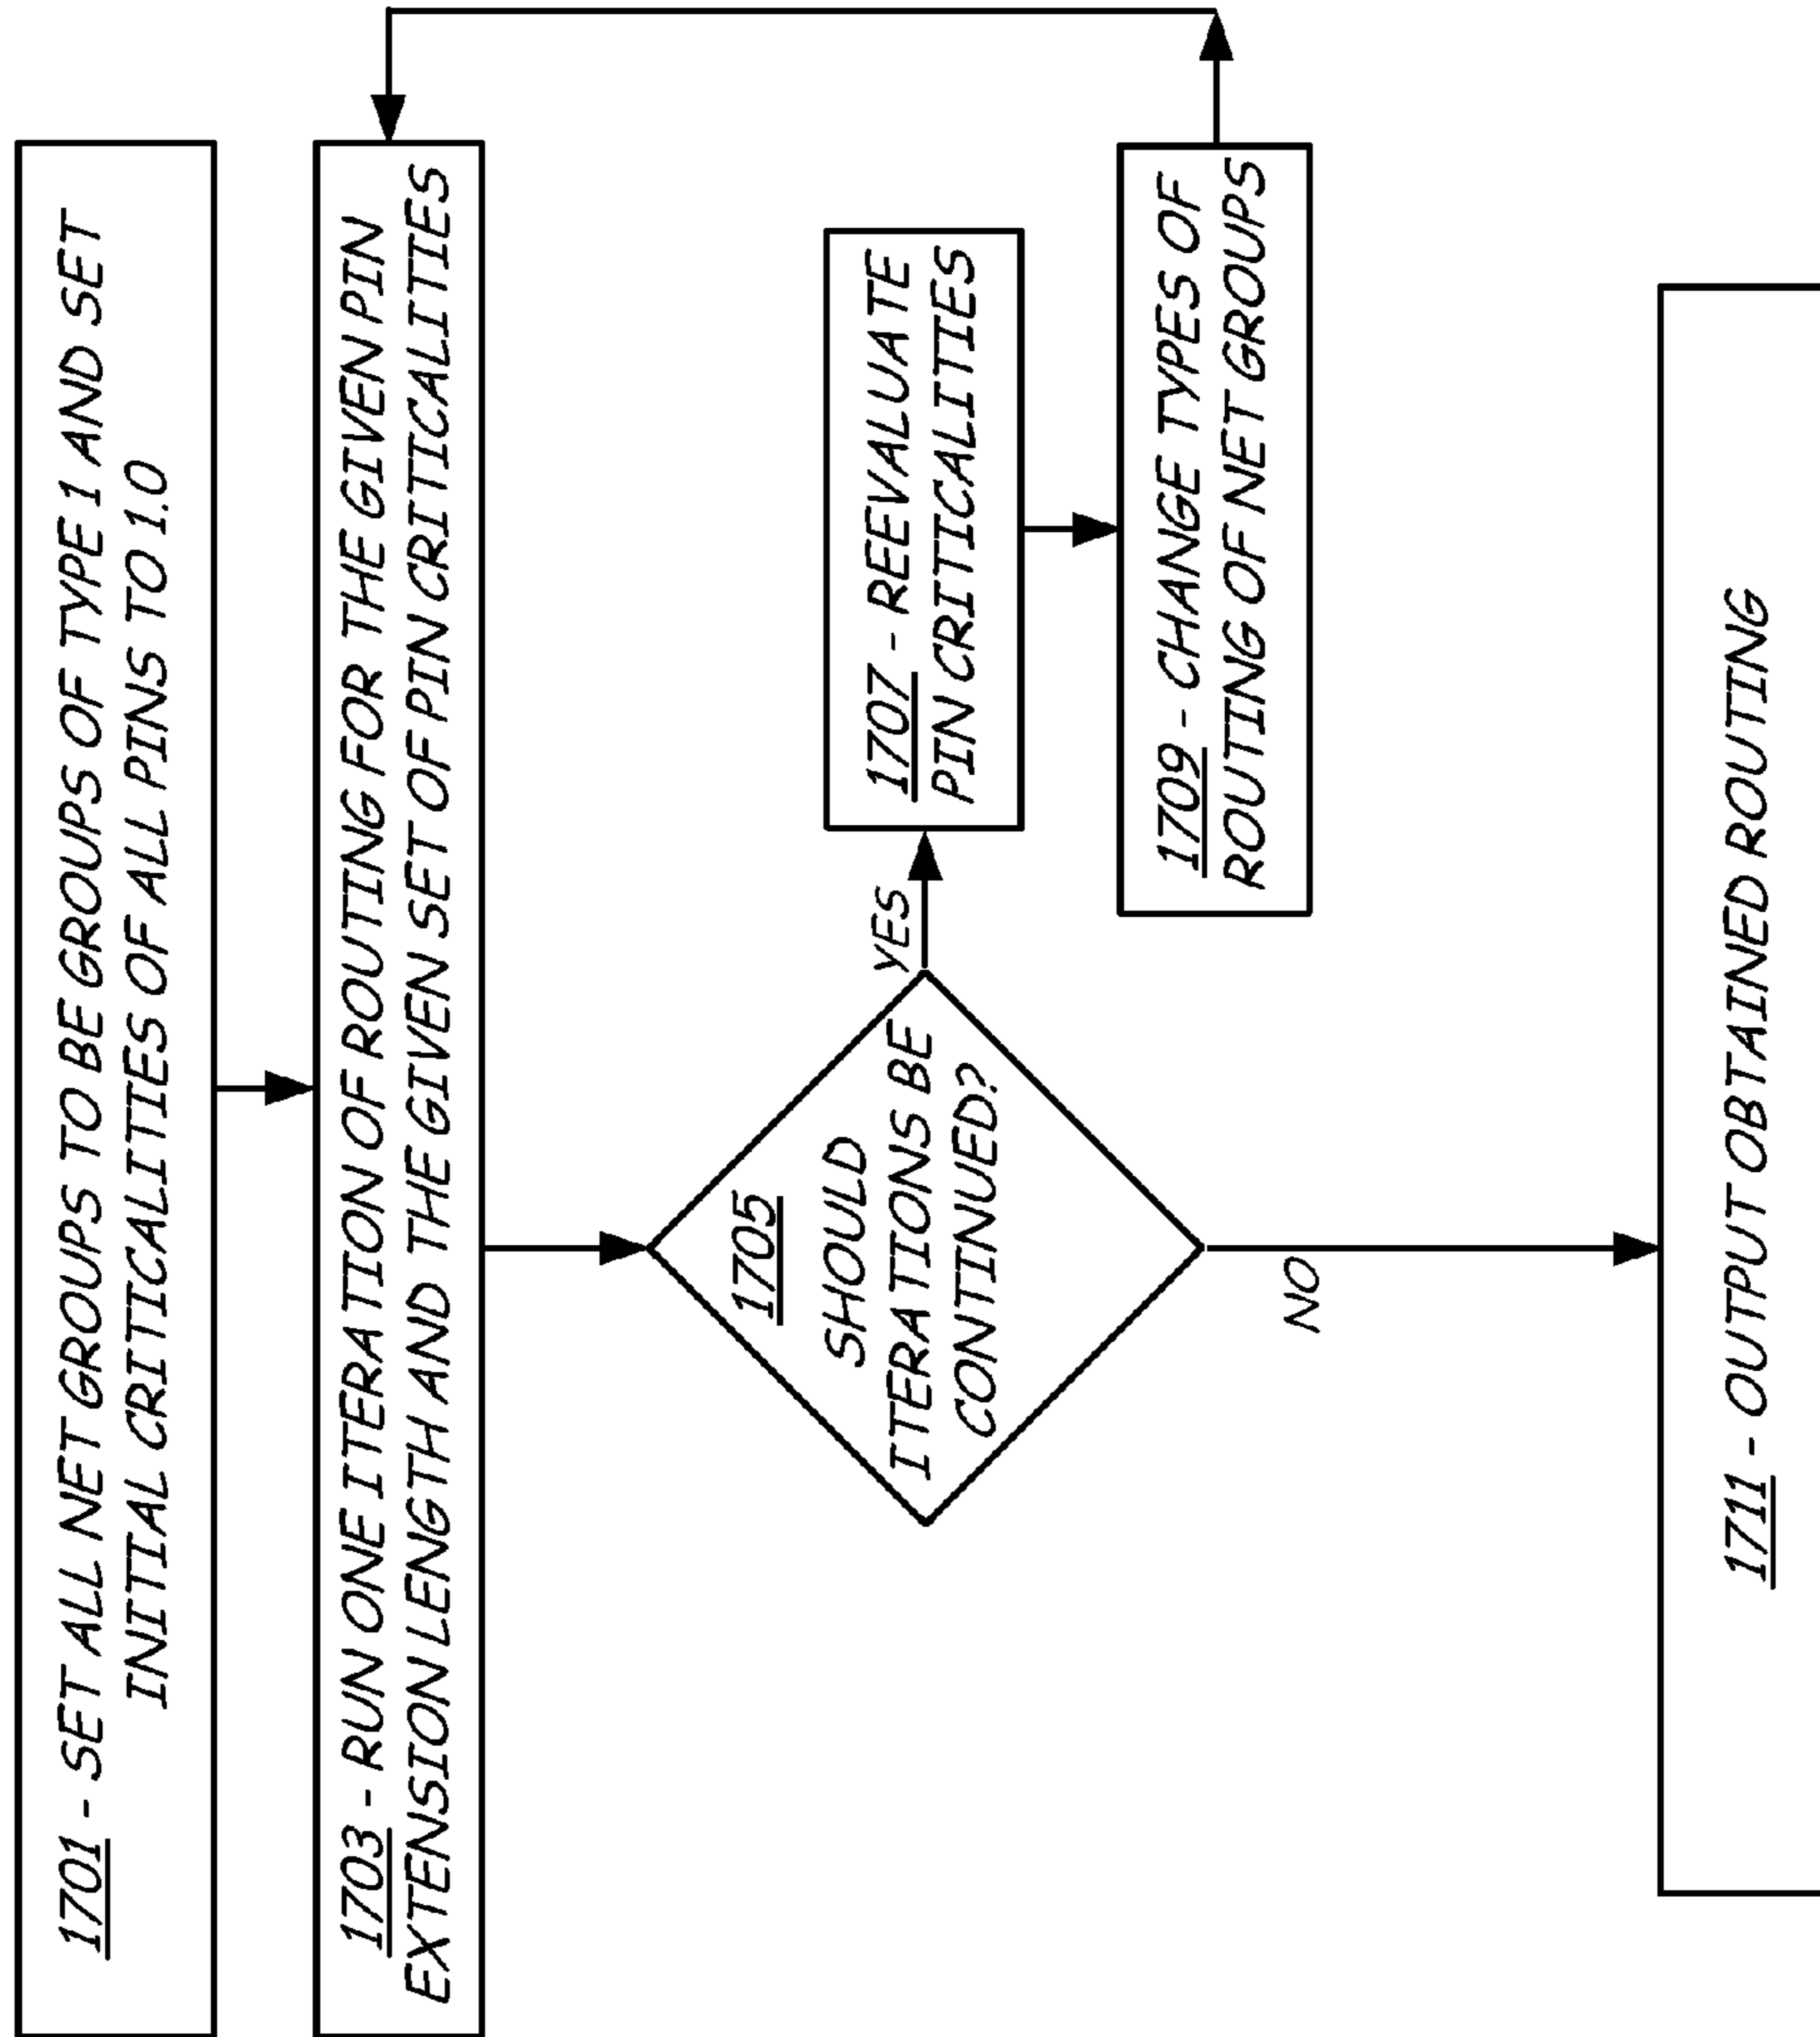 1701 - SET ALL NET GROUPS TO BE GROUPS OF TYPE 1 AND SET
INITIAL CRITICALITIES OF ALL PINS TO 1.0
1703 - RUN ONE ITERATION OF ROUTING FOR THE GIVEN PIN
EXTENSION LENGTH AND THE GIVEN SET OF PIN CRITICALITIES
1705
SHOULD
ITERATIONS BE
CONTINUED?
YES
1707 - REEVALUATE
PIN CRITICALITIES
1709 - CHANGE TYPES OF
ROUTING OF NET GROUPS
NO
1711 - OUTPUT OBTAINED ROUTING